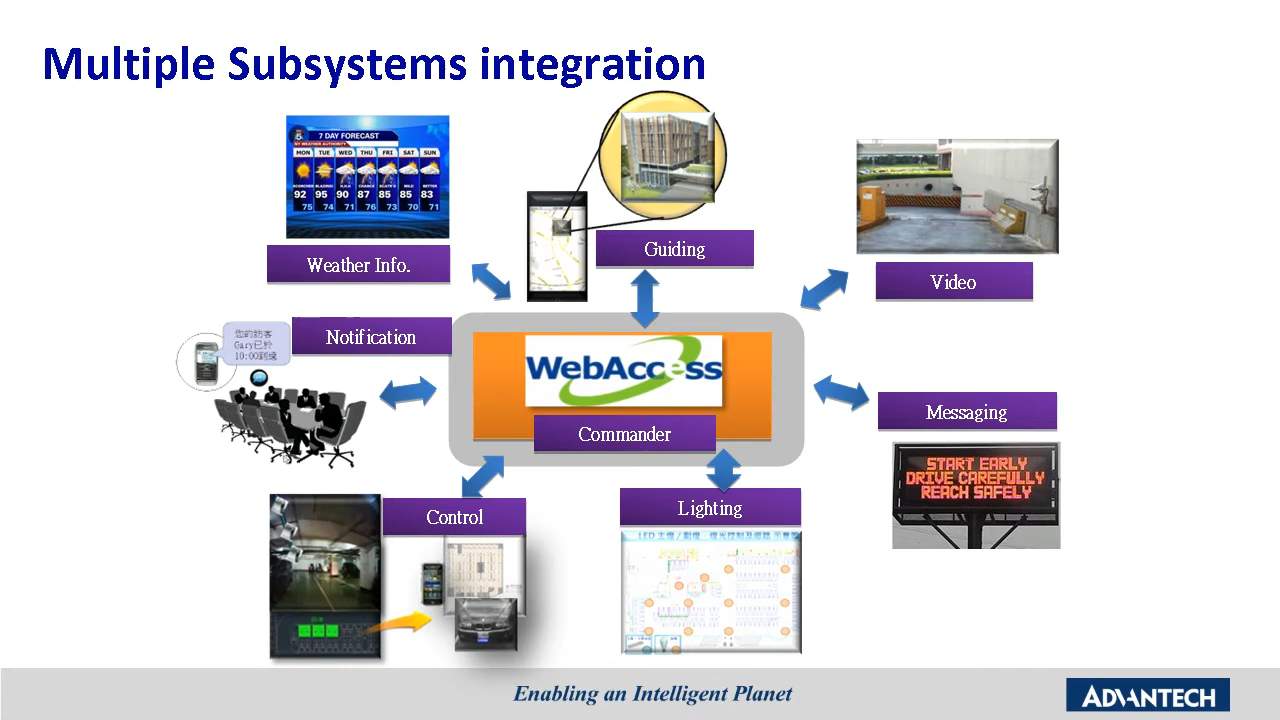 Multiple Subsystems integration
7 DAY FORECAST
NY WEATHER AUTHORITY
MON TUE WED THU FRI SAT SUN
92 95 90 87 85 85 83
75 74 71 76 73 70 71
Weather Info.
Guiding
Video
Notification
您的訪客
Gary已於
10:00到達
WebAccess
Commander
Messaging
START EARLY
DRIVE CAREFULLY
REACH SAFELY
Control
Lighting
Enabling an Intelligent Planet
ADVANTECH